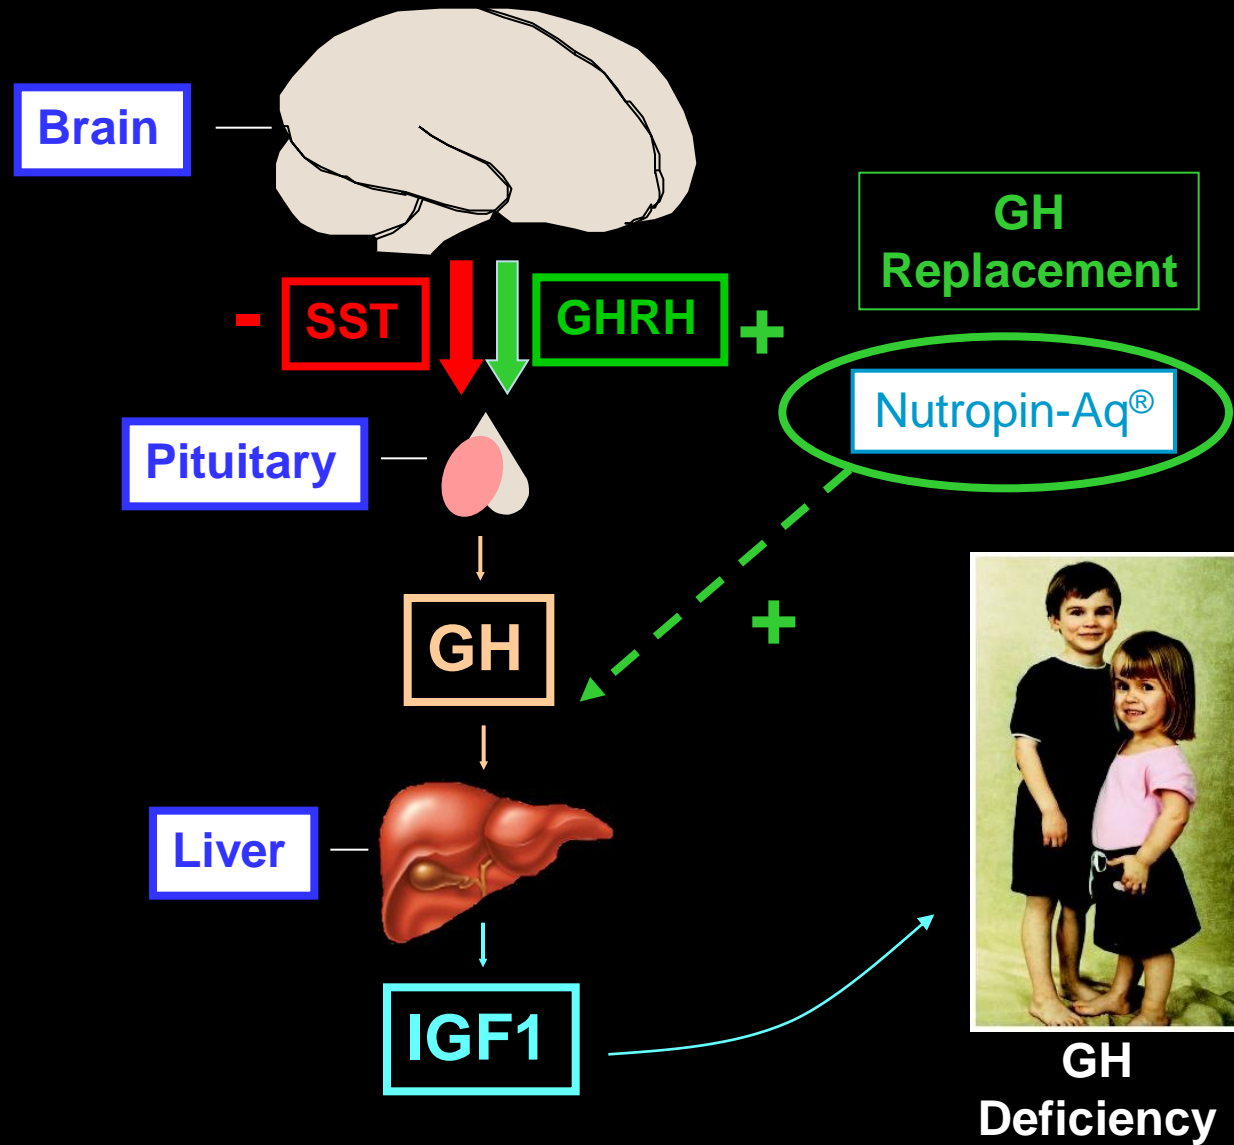 Brain
GH
Replacement
- SST
GHRH +
Nutropin-Aq®
Pituitary
+
GH
Liver
IGF1
GH
Deficiency